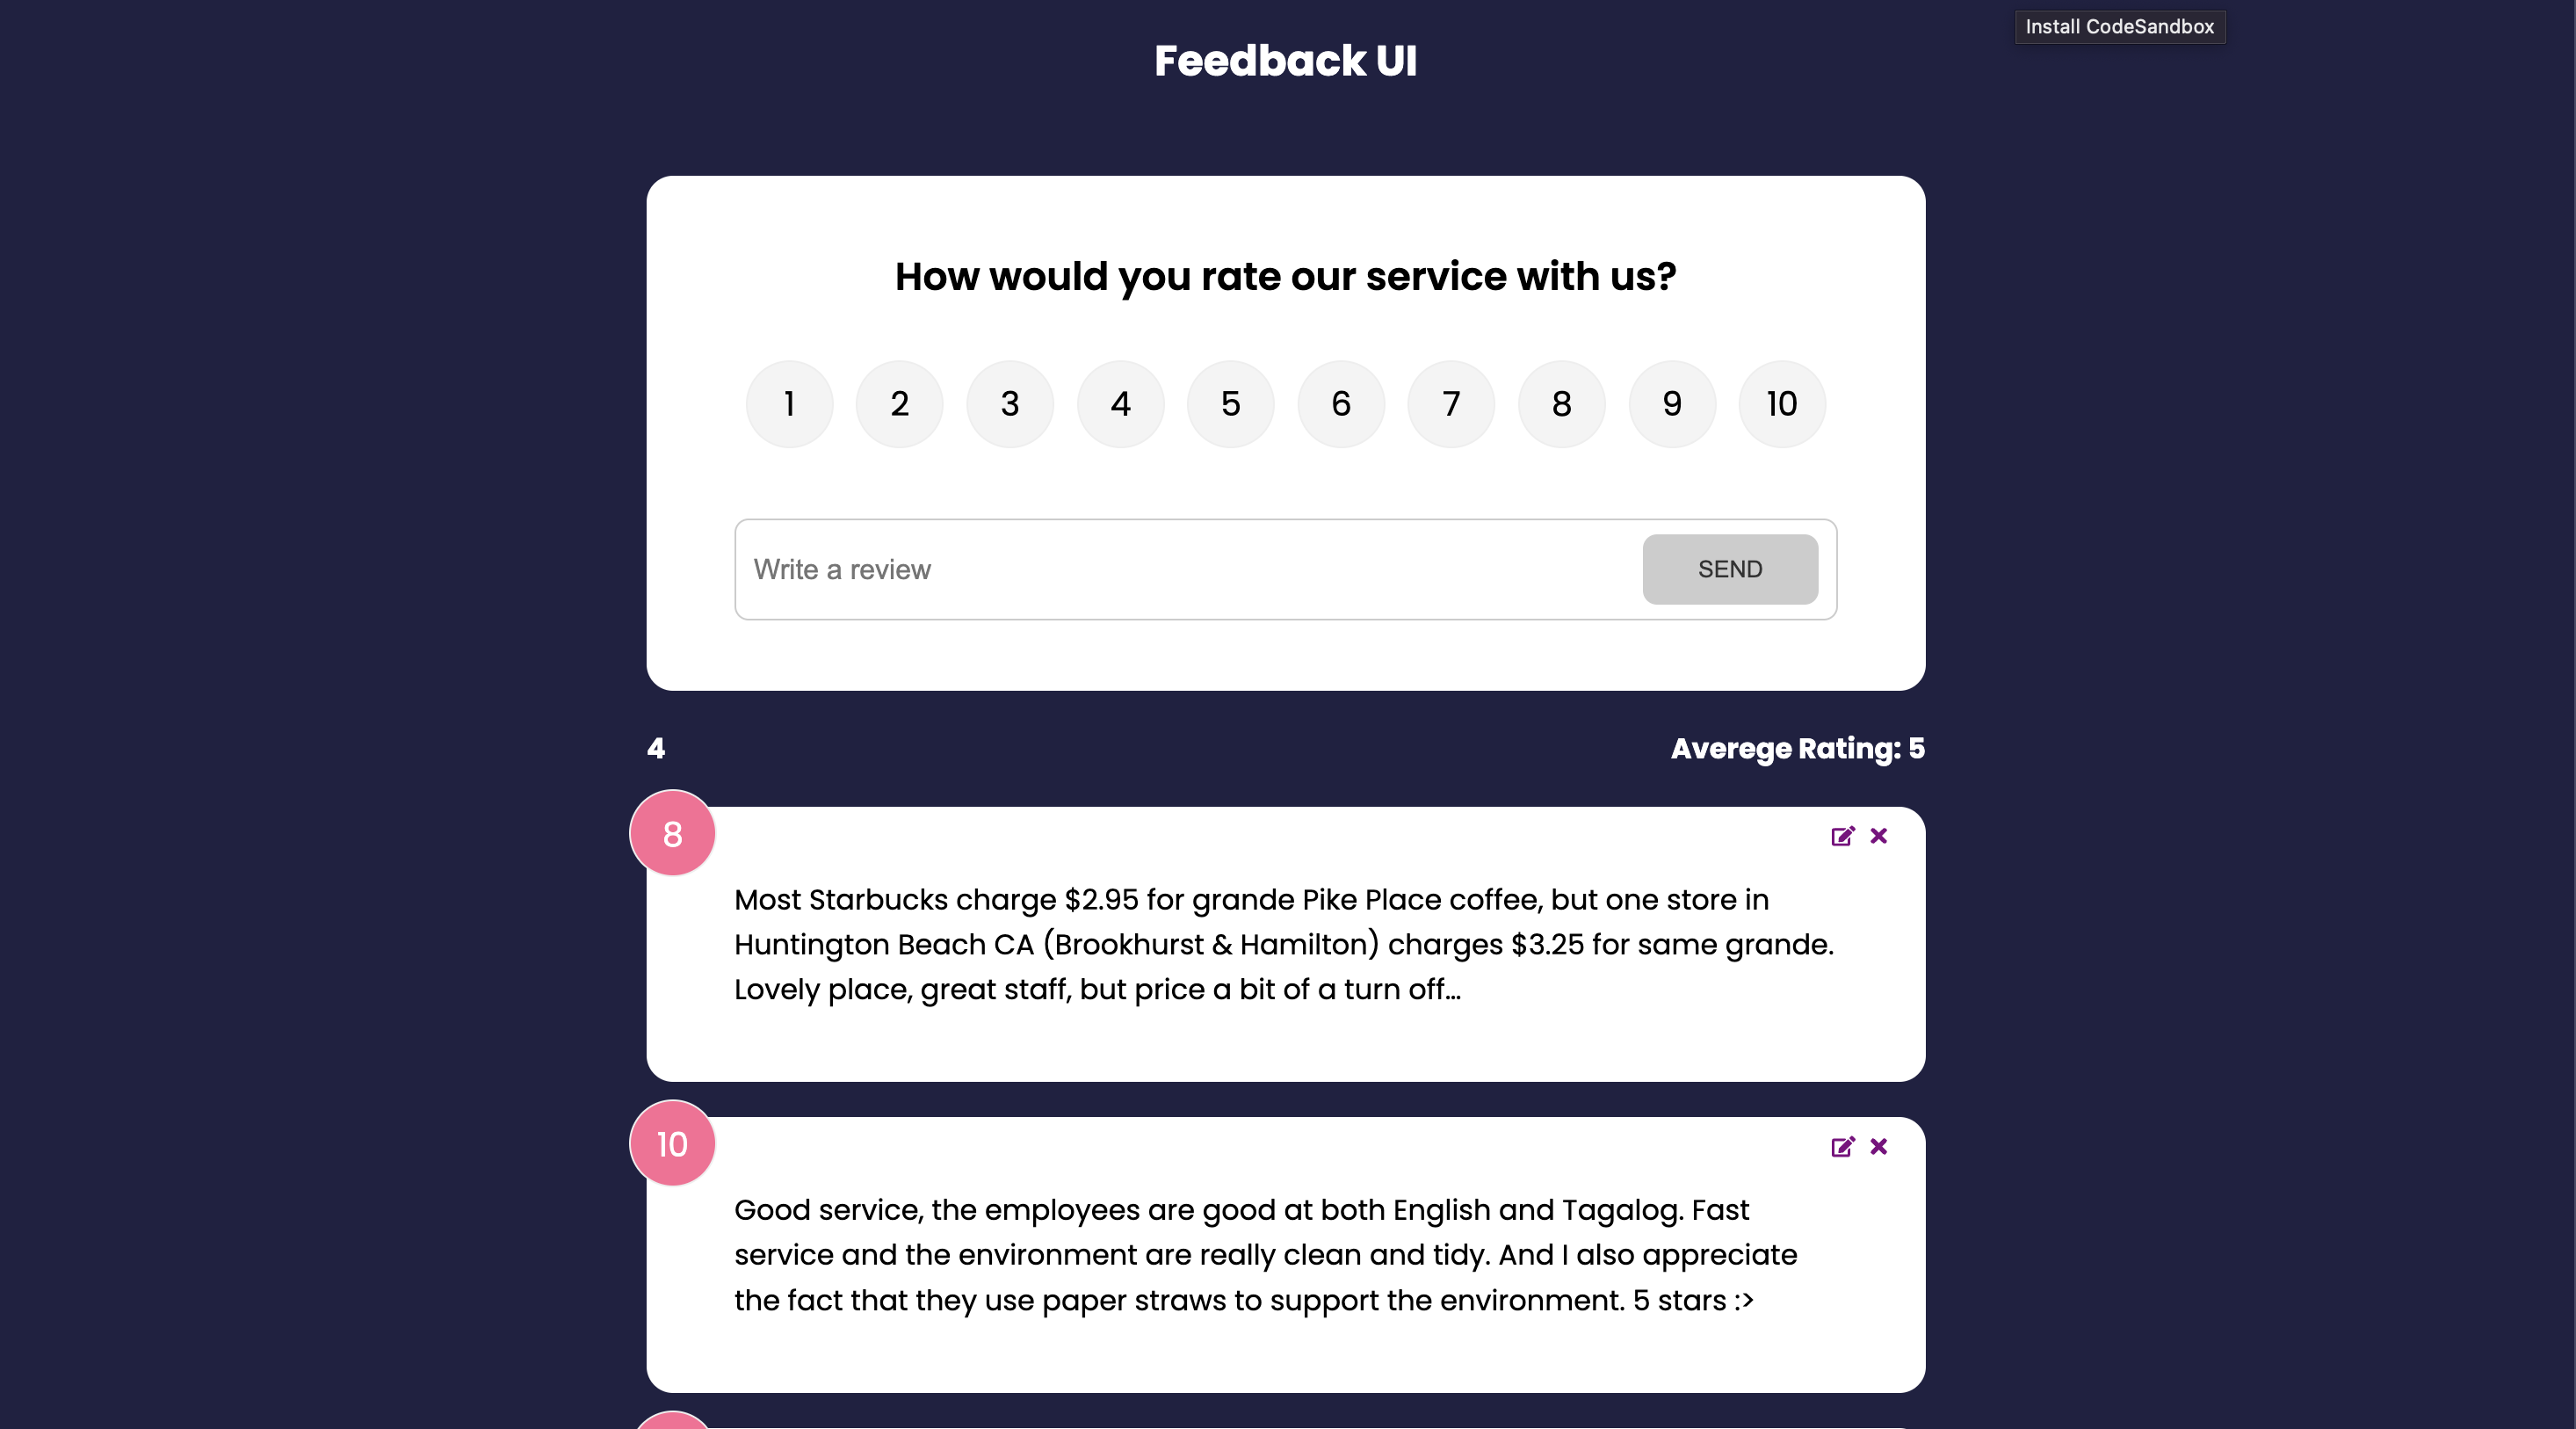 Install CodeSandbox
Feedback UI
How would you rate our service with us?
1 2 3 4 5 6 7 8 9 10
Write a review
SEND
4
Averege Rating: 5
8
Most Starbucks charge $2.95 for grande Pike Place coffee, but one store in
Huntington Beach CA (Brookhurst & Hamilton) charges $3.25 for same grande.
Lovely place, great staff, but price a bit of a turn off...
10
Good service, the employees are good at both English and Tagalog. Fast
service and the environment are really clean and tidy. And I also appreciate
the fact that they use paper straws to support the environment. 5 stars :>